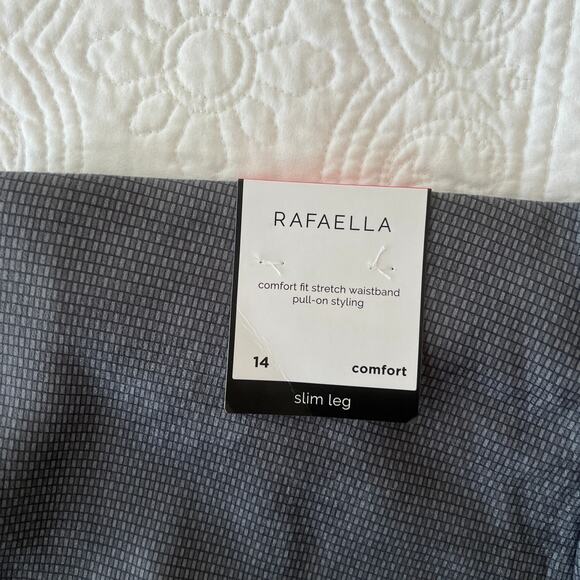 RAFAELLA
comfort fit stretch waistband
pull-on styling
14 comfort
slim leg